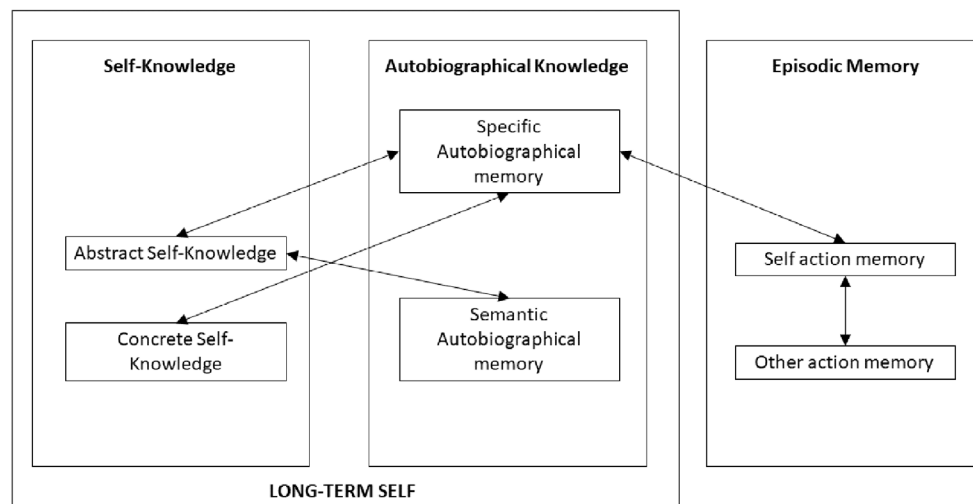 Self-Knowledge
Autobiographical Knowledge
Episodic Memory
Specific
Autobiographical
memory
Abstract Self-Knowledge
Self action memory
Concrete Self-
Knowledge
Semantic
Autobiographical
memory
Other action memory
LONG-TERM SELF